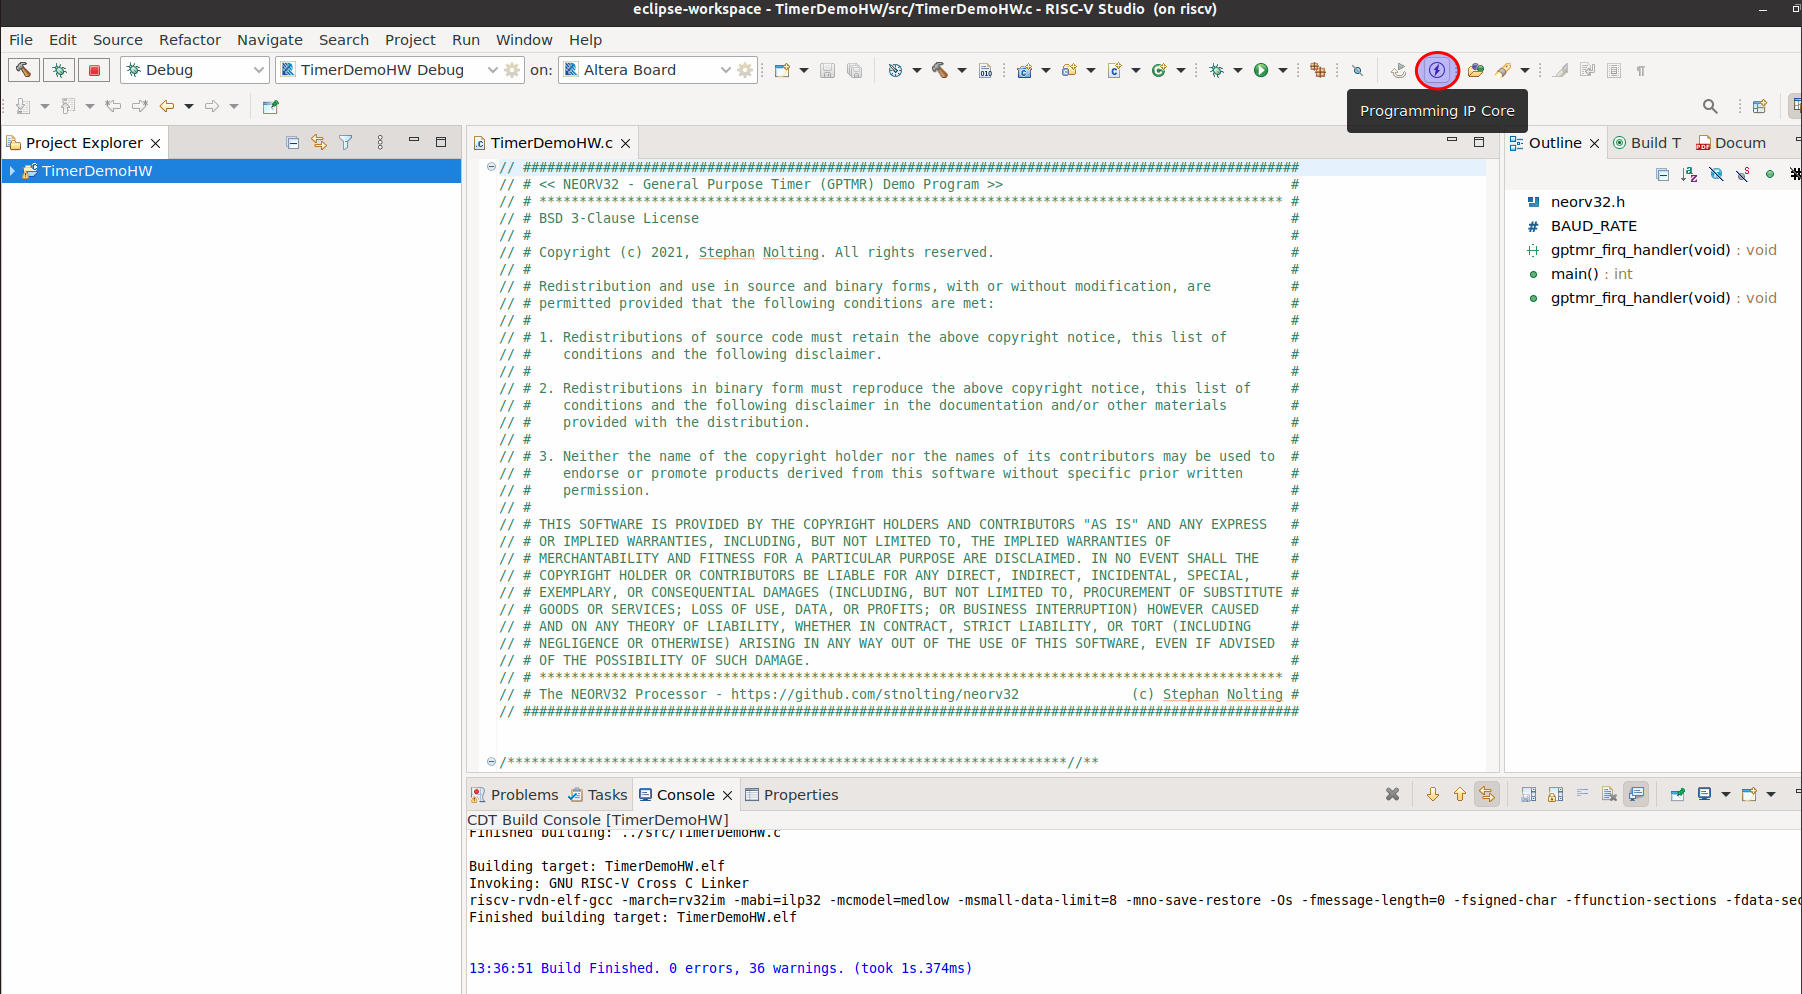 eclipse-workspace - TimerDemoHW/src/TimerDemoHW.c - RISC-V Studio (on riscv)
File Edit Source Refactor Navigate Search Project Run Window Help
Debug TimerDemoHW Debug on: Altera Board
Programming IP Core
Project Explorer
TimerDemoHW
TimerDemoHW.c
// #################################################################################################
// # << NEORV32 - General Purpose Timer (GPTMR) Demo Program >> #
// # ********************************************************************************************* #
// # BSD 3-Clause License #
// # #
// # Copyright (c) 2021, Stephan Nolting. All rights reserved. #
// # #
// # Redistribution and use in source and binary forms, with or without modification, are #
// # permitted provided that the following conditions are met: #
// # #
// # 1. Redistributions of source code must retain the above copyright notice, this list of #
// # conditions and the following disclaimer. #
// # #
// # 2. Redistributions in binary form must reproduce the above copyright notice, this list of #
// # conditions and the following disclaimer in the documentation and/or other materials #
// # provided with the distribution. #
// # #
// # 3. Neither the name of the copyright holder nor the names of its contributors may be used to #
// # endorse or promote products derived from this software without specific prior written #
// # permission. #
// # #
// # THIS SOFTWARE IS PROVIDED BY THE COPYRIGHT HOLDERS AND CONTRIBUTORS "AS IS" AND ANY EXPRESS #
// # OR IMPLIED WARRANTIES, INCLUDING, BUT NOT LIMITED TO, THE IMPLIED WARRANTIES OF #
// # MERCHANTABILITY AND FITNESS FOR A PARTICULAR PURPOSE ARE DISCLAIMED. IN NO EVENT SHALL THE #
// # COPYRIGHT HOLDER OR CONTRIBUTORS BE LIABLE FOR ANY DIRECT, INDIRECT, INCIDENTAL, SPECIAL, #
// # EXEMPLARY, OR CONSEQUENTIAL DAMAGES (INCLUDING, BUT NOT LIMITED TO, PROCUREMENT OF SUBSTITUTE #
// # GOODS OR SERVICES; LOSS OF USE, DATA, OR PROFITS; OR BUSINESS INTERRUPTION) HOWEVER CAUSED #
// # AND ON ANY THEORY OF LIABILITY, WHETHER IN CONTRACT, STRICT LIABILITY, OR TORT (INCLUDING #
// # NEGLIGENCE OR OTHERWISE) ARISING IN ANY WAY OUT OF THE USE OF THIS SOFTWARE, EVEN IF ADVISED #
// # OF THE POSSIBILITY OF SUCH DAMAGE. #
// # ********************************************************************************************* #
// # The NEORV32 Processor - https://github.com/stnolting/neorv32 (c) Stephan Nolting #
// #################################################################################################
/**********************************************************************//**
Outline Build T Docum
neorv32.h
BAUD_RATE
gptmr_firq_handler(void) : void
main() : int
gptmr_firq_handler(void) : void
Problems Tasks Console Properties
CDT Build Console [TimerDemoHW]
Finished building: ../src/TimerDemoHW.c
Building target: TimerDemoHW.elf
Invoking: GNU RISC-V Cross C Linker
riscv-rvdn-elf-gcc -march=rv32im -mabi=ilp32 -mcmodel=medlow -msmall-data-limit=8 -mno-save-restore -Os -fmessage-length=0 -fsigned-char -ffunction-sections -fdata-sec
Finished building target: TimerDemoHW.elf
13:36:51 Build Finished. 0 errors, 36 warnings. (took 1s.374ms)